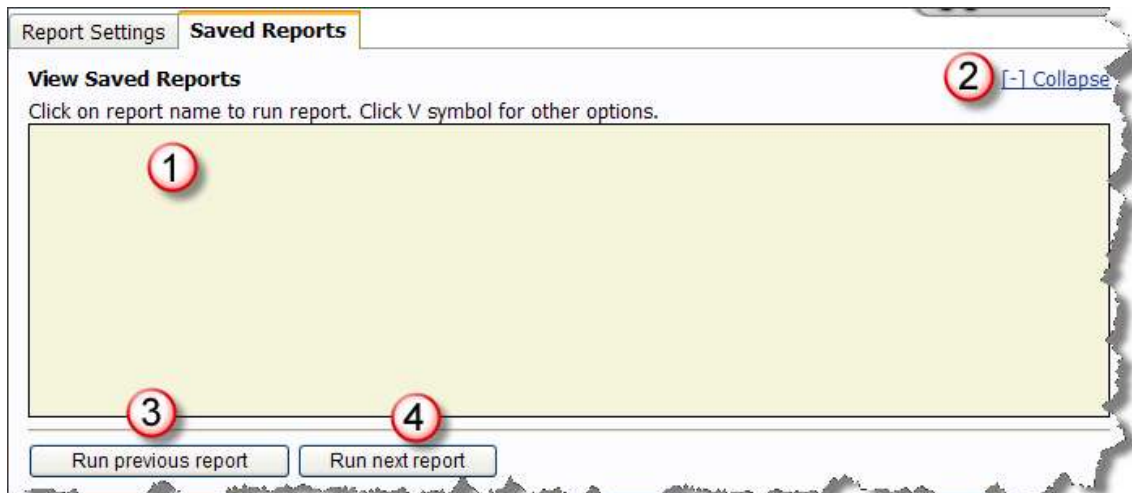 Report Settings Saved Reports
View Saved Reports 2 [-] Collapse
Click on report name to run report. Click V symbol for other options.
1
3 4
Run previous report Run next report